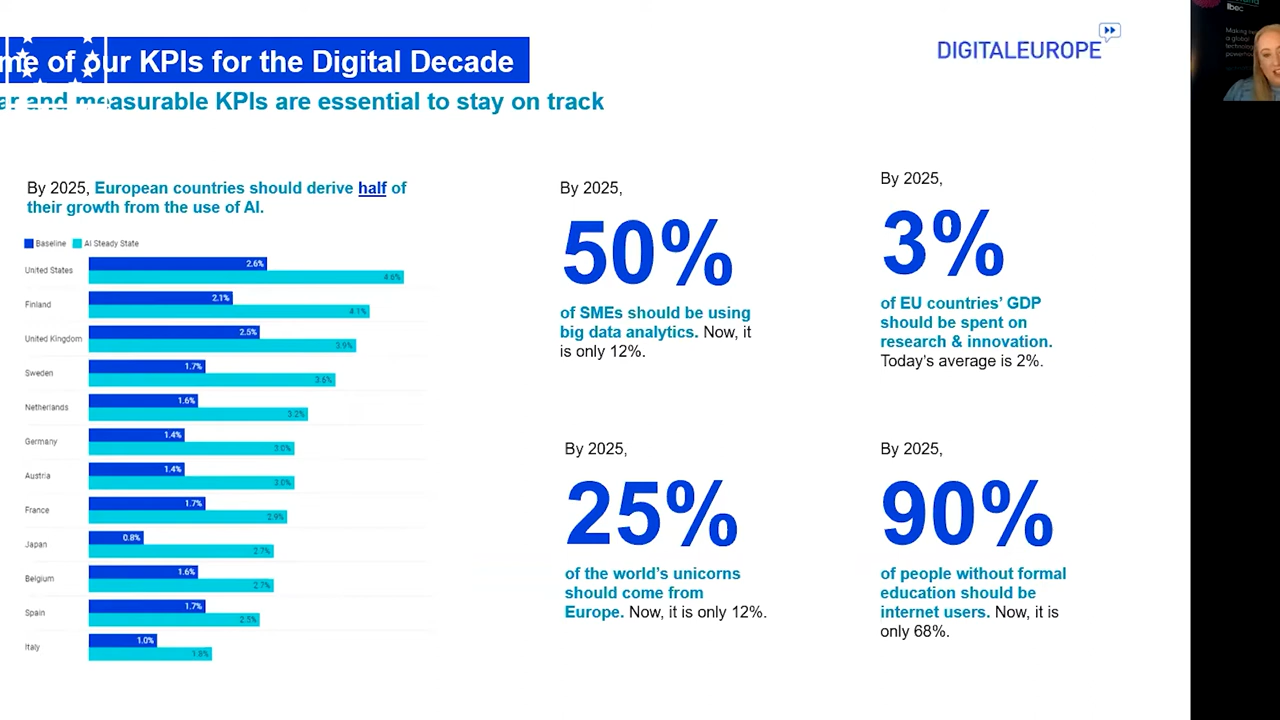 me of our KPIs for the Digital Decade
ar and measurable KPIs are essential to stay on track
DIGITALEUROPE
Ibec
Making
a global
technology
By 2025, European countries should derive half of
their growth from the use of AI.
Baseline AI Steady State
United States 2.6% 4.6%
Finland 2.1% 4.1%
United Kingdom 2.5% 3.9%
Sweden 1.7% 3.6%
Netherlands 1.6% 3.2%
Germany 1.4% 3.0%
Austria 1.4% 3.0%
France 1.7% 2.9%
Japan 0.8% 2.7%
Belgium 1.6% 2.7%
Spain 1.7% 2.5%
Italy 1.0% 1.8%
By 2025,
50%
of SMEs should be using
big data analytics. Now, it
is only 12%.
By 2025,
3%
of EU countries’ GDP
should be spent on
research & innovation.
Today’s average is 2%.
By 2025,
25%
of the world’s unicorns
should come from
Europe. Now, it is only 12%.
By 2025,
90%
of people without formal
education should be
internet users. Now, it is
only 68%.